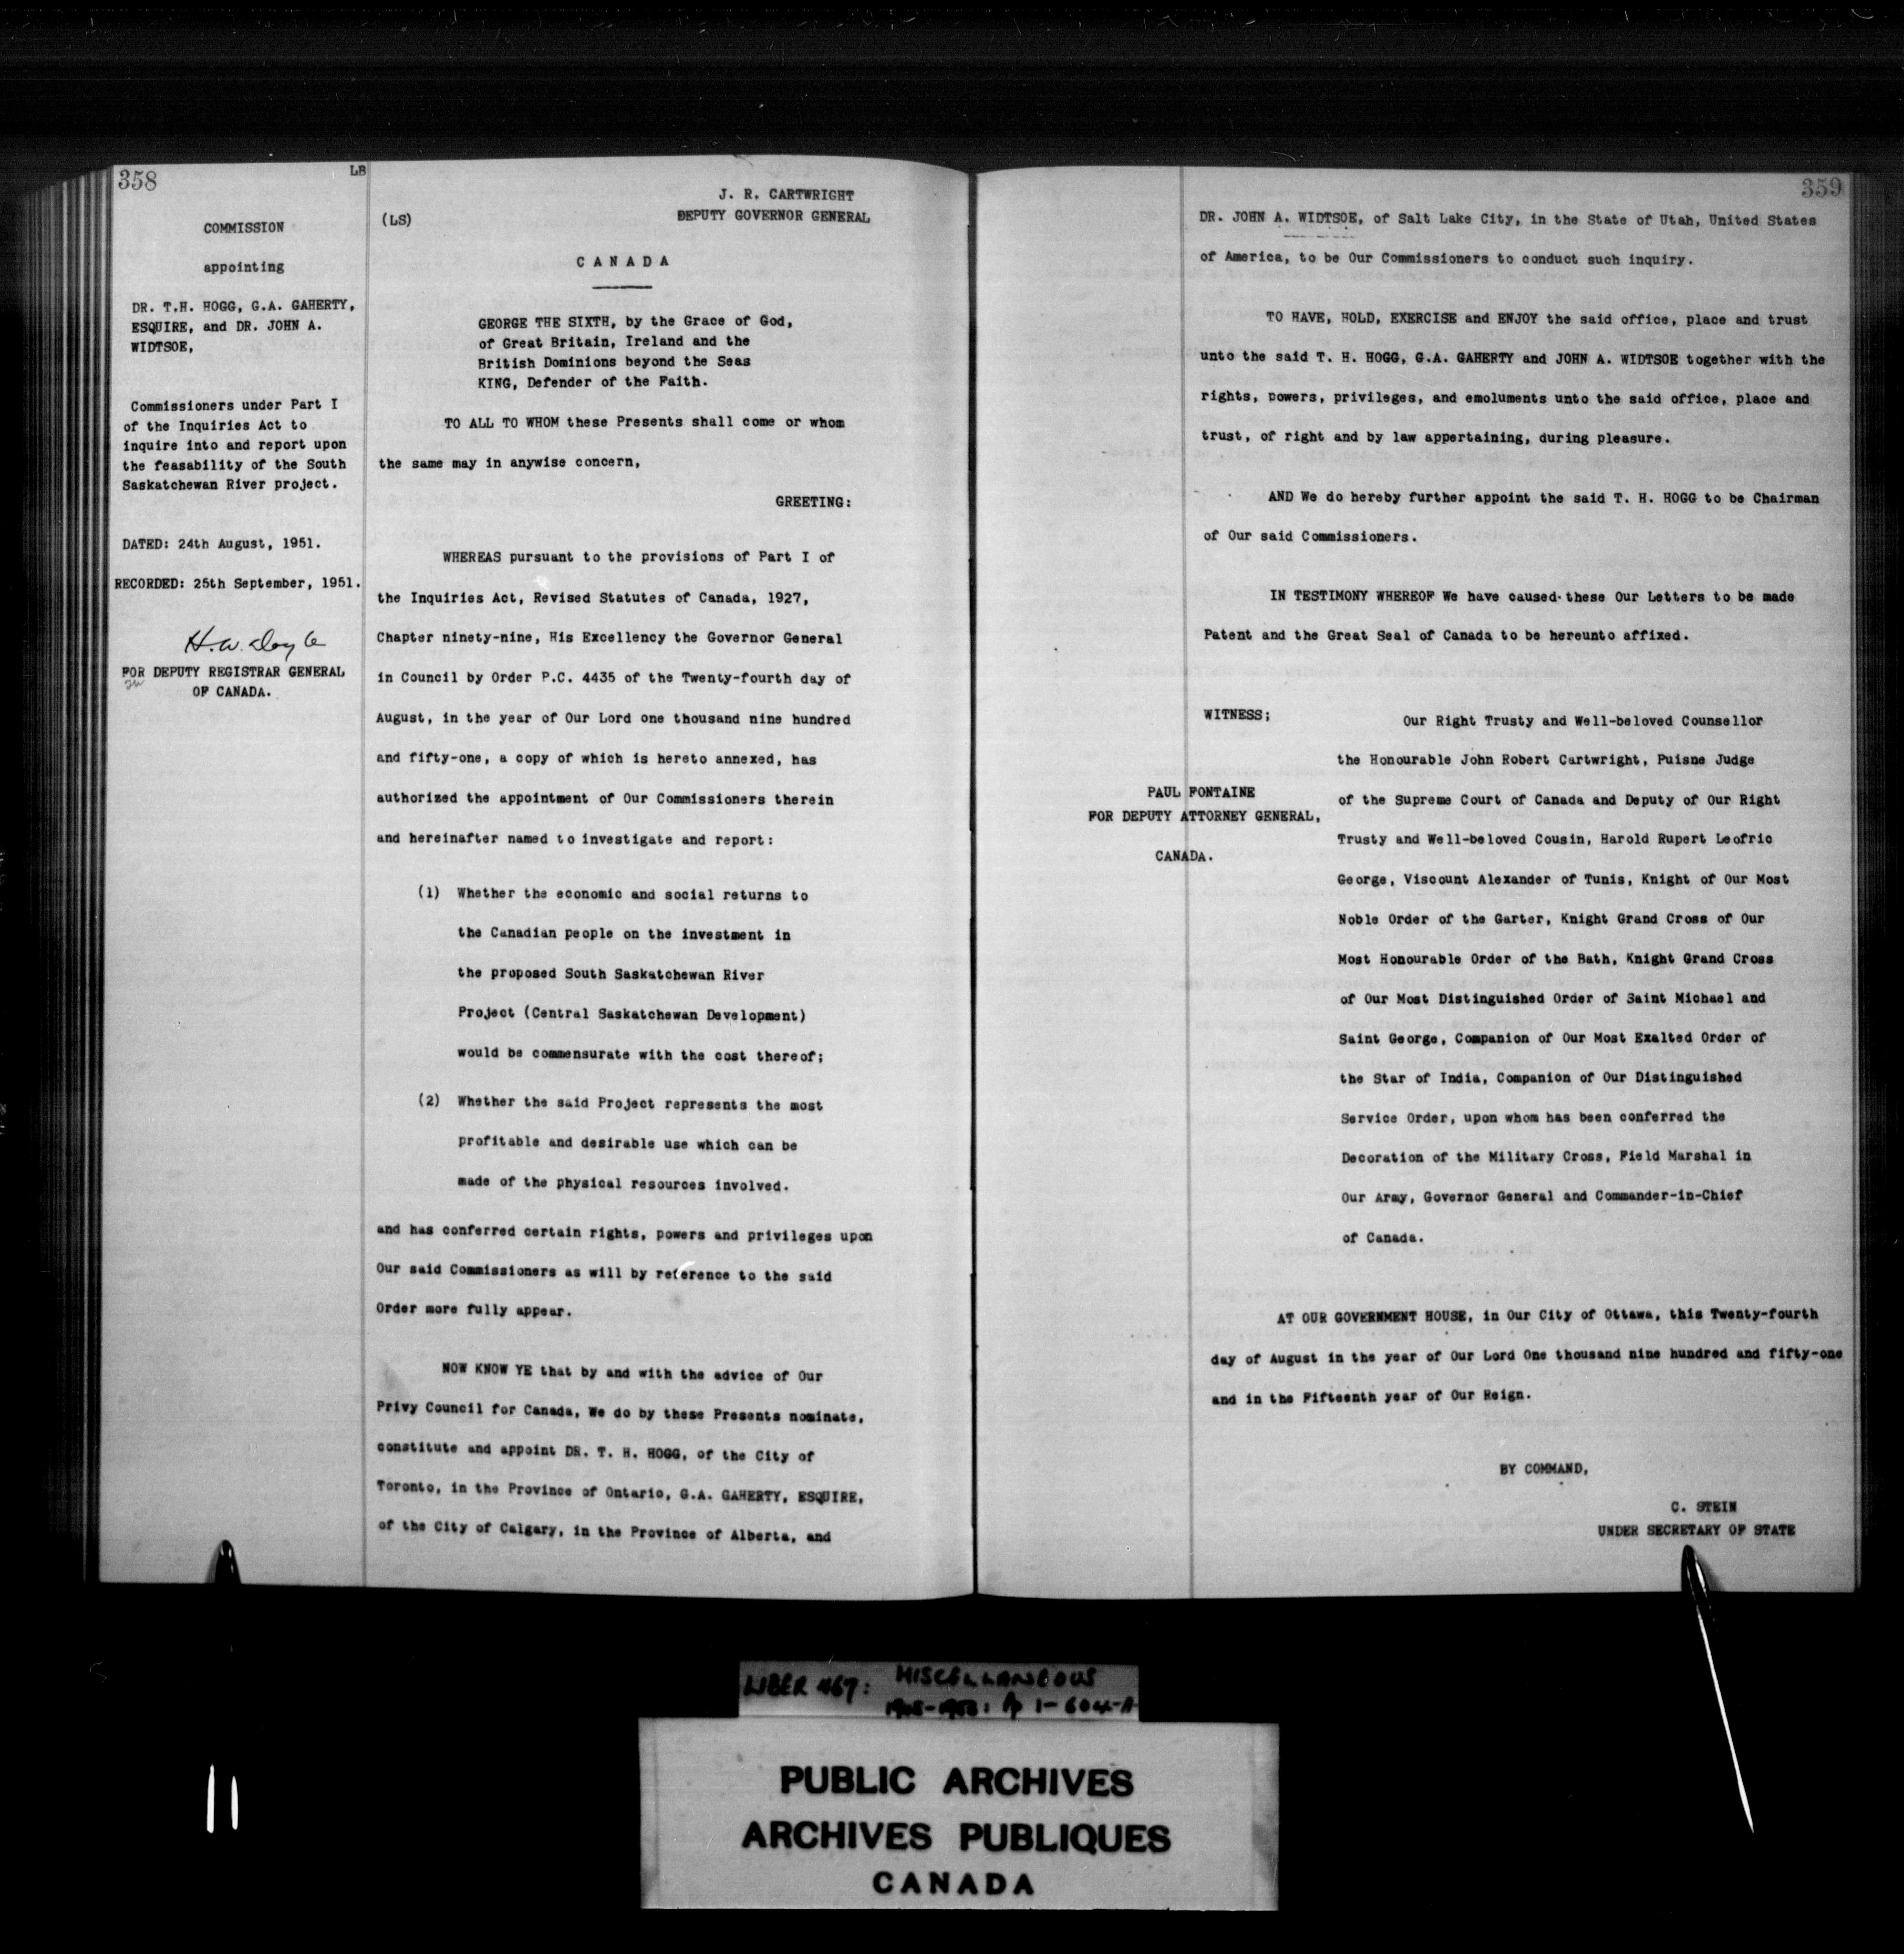 358
LB
COMMISSION
appointing
DR. T.H. HOGG, G.A. GAHERTY,
ESQUIRE, and DR. JOHN A.
WIDTSOE,
Commissioners under Part I
of the Inquiries Act to
inquire into and report upon
the feasability of the South
Saskatchewan River project.
DATED: 24th August, 1951.
RECORDED: 25th September, 1951.
H.W. Doyle
FOR DEPUTY REGISTRAR GENERAL
OF CANADA.
J. R. CARTWRIGHT
(LS) DEPUTY GOVERNOR GENERAL
C A N A D A
GEORGE THE SIXTH, by the Grace of God,
of Great Britain, Ireland and the
British Dominions beyond the Seas
KING, Defender of the Faith.
TO ALL TO WHOM these Presents shall come or whom
the same may in anywise concern,
GREETING:
WHEREAS pursuant to the provisions of Part I of
the Inquiries Act, Revised Statutes of Canada, 1927,
Chapter ninety-nine, His Excellency the Governor General
in Council by Order P.C. 4435 of the Twenty-fourth day of
August, in the year of Our Lord one thousand nine hundred
and fifty-one, a copy of which is hereto annexed, has
authorized the appointment of Our Commissioners therein
and hereinafter named to investigate and report:
(1) Whether the economic and social returns to
the Canadian people on the investment in
the proposed South Saskatchewan River
Project (Central Saskatchewan Development)
would be commensurate with the cost thereof;
(2) Whether the said Project represents the most
profitable and desirable use which can be
made of the physical resources involved.
and has conferred certain rights, powers and privileges upon
Our said Commissioners as will by reference to the said
Order more fully appear.
NOW KNOW YE that by and with the advice of Our
Privy Council for Canada, We do by these Presents nominate,
constitute and appoint DR. T. H. HOGG, of the City of
Toronto, in the Province of Ontario, G.A. GAHERTY, ESQUIRE,
of the City of Calgary, in the Province of Alberta, and
359
DR. JOHN A. WIDTSOE, of Salt Lake City, in the State of Utah, United States
of America, to be Our Commissioners to conduct such inquiry.
TO HAVE, HOLD, EXERCISE and ENJOY the said office, place and trust
unto the said T. H. HOGG, G.A. GAHERTY and JOHN A. WIDTSOE together with the
rights, powers, privileges, and emoluments unto the said office, place and
trust, of right and by law appertaining, during pleasure.
AND We do hereby further appoint the said T. H. HOGG to be Chairman
of Our said Commissioners.
IN TESTIMONY WHEREOF We have caused these Our Letters to be made
Patent and the Great Seal of Canada to be hereunto affixed.
WITNESS;
Our Right Trusty and Well-beloved Counsellor
the Honourable John Robert Cartwright, Puisne Judge
of the Supreme Court of Canada and Deputy of Our Right
Trusty and Well-beloved Cousin, Harold Rupert Leofric
George, Viscount Alexander of Tunis, Knight of Our Most
Noble Order of the Garter, Knight Grand Cross of Our
Most Honourable Order of the Bath, Knight Grand Cross
of Our Most Distinguished Order of Saint Michael and
Saint George, Companion of Our Most Exalted Order of
the Star of India, Companion of Our Distinguished
Service Order, upon whom has been conferred the
Decoration of the Military Cross, Field Marshal in
Our Army, Governor General and Commander-in-Chief
of Canada.
PAUL FONTAINE
FOR DEPUTY ATTORNEY GENERAL,
CANADA.
AT OUR GOVERNMENT HOUSE, in Our City of Ottawa, this Twenty-fourth
day of August in the year of Our Lord One thousand nine hundred and fifty-one
and in the Fifteenth year of Our Reign.
BY COMMAND,
C. STEIN
UNDER SECRETARY OF STATE
LIBER 467: MISCELLANEOUS
pp 1-604-A
PUBLIC ARCHIVES
ARCHIVES PUBLIQUES
CANADA